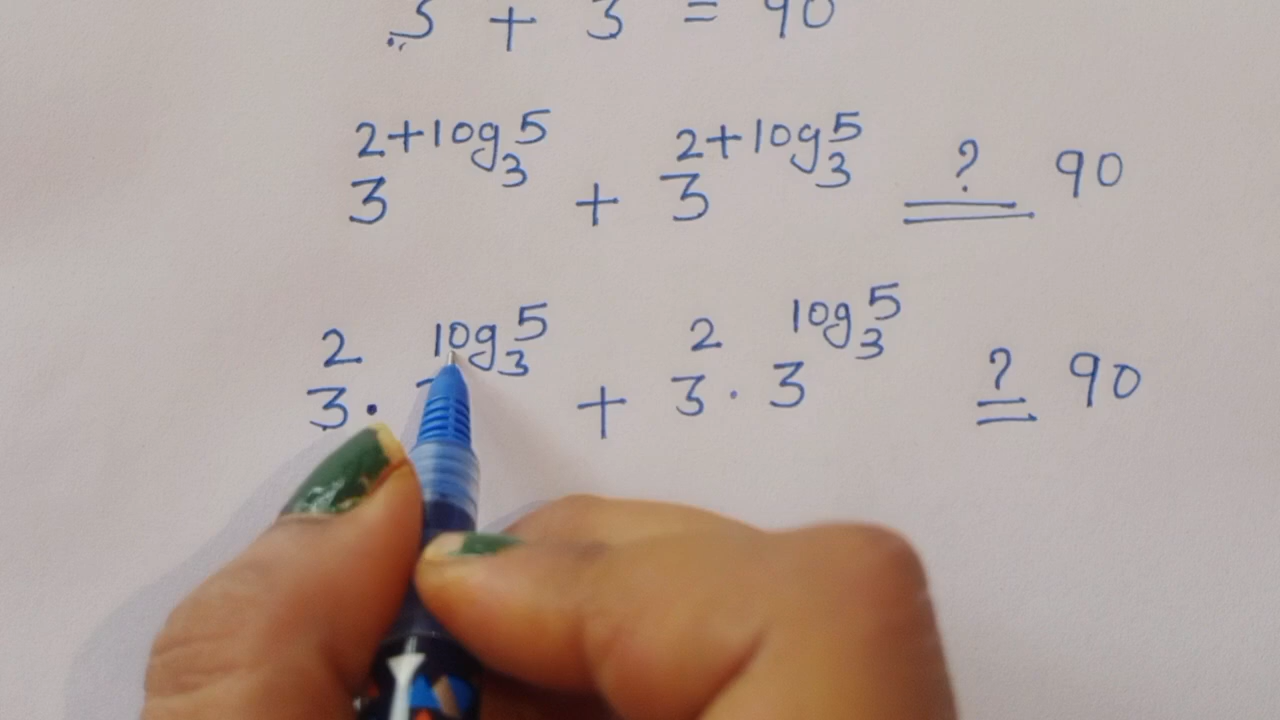 3 + 3 = 90
3^{2+log_3 5} + 3^{2+log_3 5} ?= 90
3^2 . 3^{log_3 5} + 3^2 . 3^{log_3 5} ?= 90